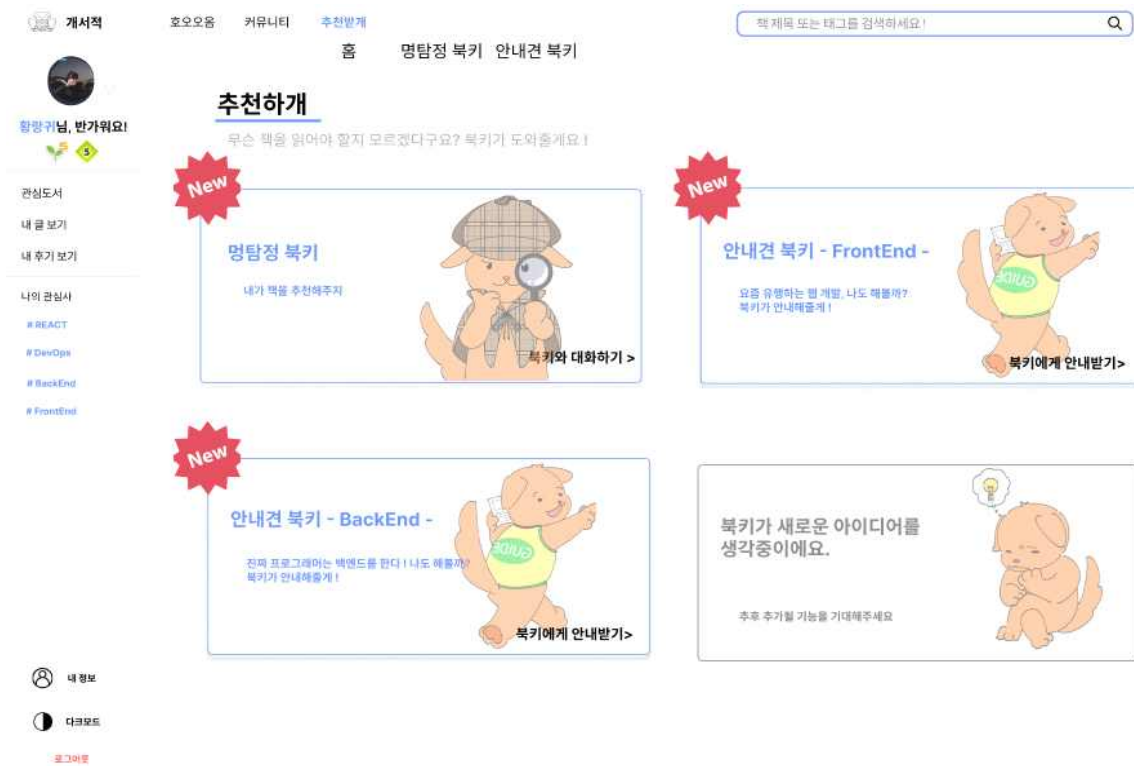 개서적
호오오옴 커뮤니티 추천받개
책 제목 또는 태그를 검색하세요!
홈 명탐정 북키 안내견 북키
황량귀님, 반가워요!
5
5
관심도서
내 글 보기
내 후기 보기
나의 관심사
# REACT
# DevOps
# BackEnd
# FrontEnd
내 정보
다크모드
로그아웃
추천하개
무슨 책을 읽어야 할지 모르겠다구요? 북키가 도와줄게요 !
New
멍탐정 북키
내가 책을 추천해주지
북키와 대화하기 >
New
안내견 북키 - FrontEnd -
요즘 유행하는 웹 개발, 나도 해볼까?
북키가 안내해줄게 !
GUIDE
북키에게 안내받기>
New
안내견 북키 - BackEnd -
진짜 프로그래머는 백엔드를 한다 ! 나도 해볼까?
북키가 안내해줄게 !
GUIDE
북키에게 안내받기>
북키가 새로운 아이디어를
생각중이에요.
추후 추가될 기능을 기대해주세요